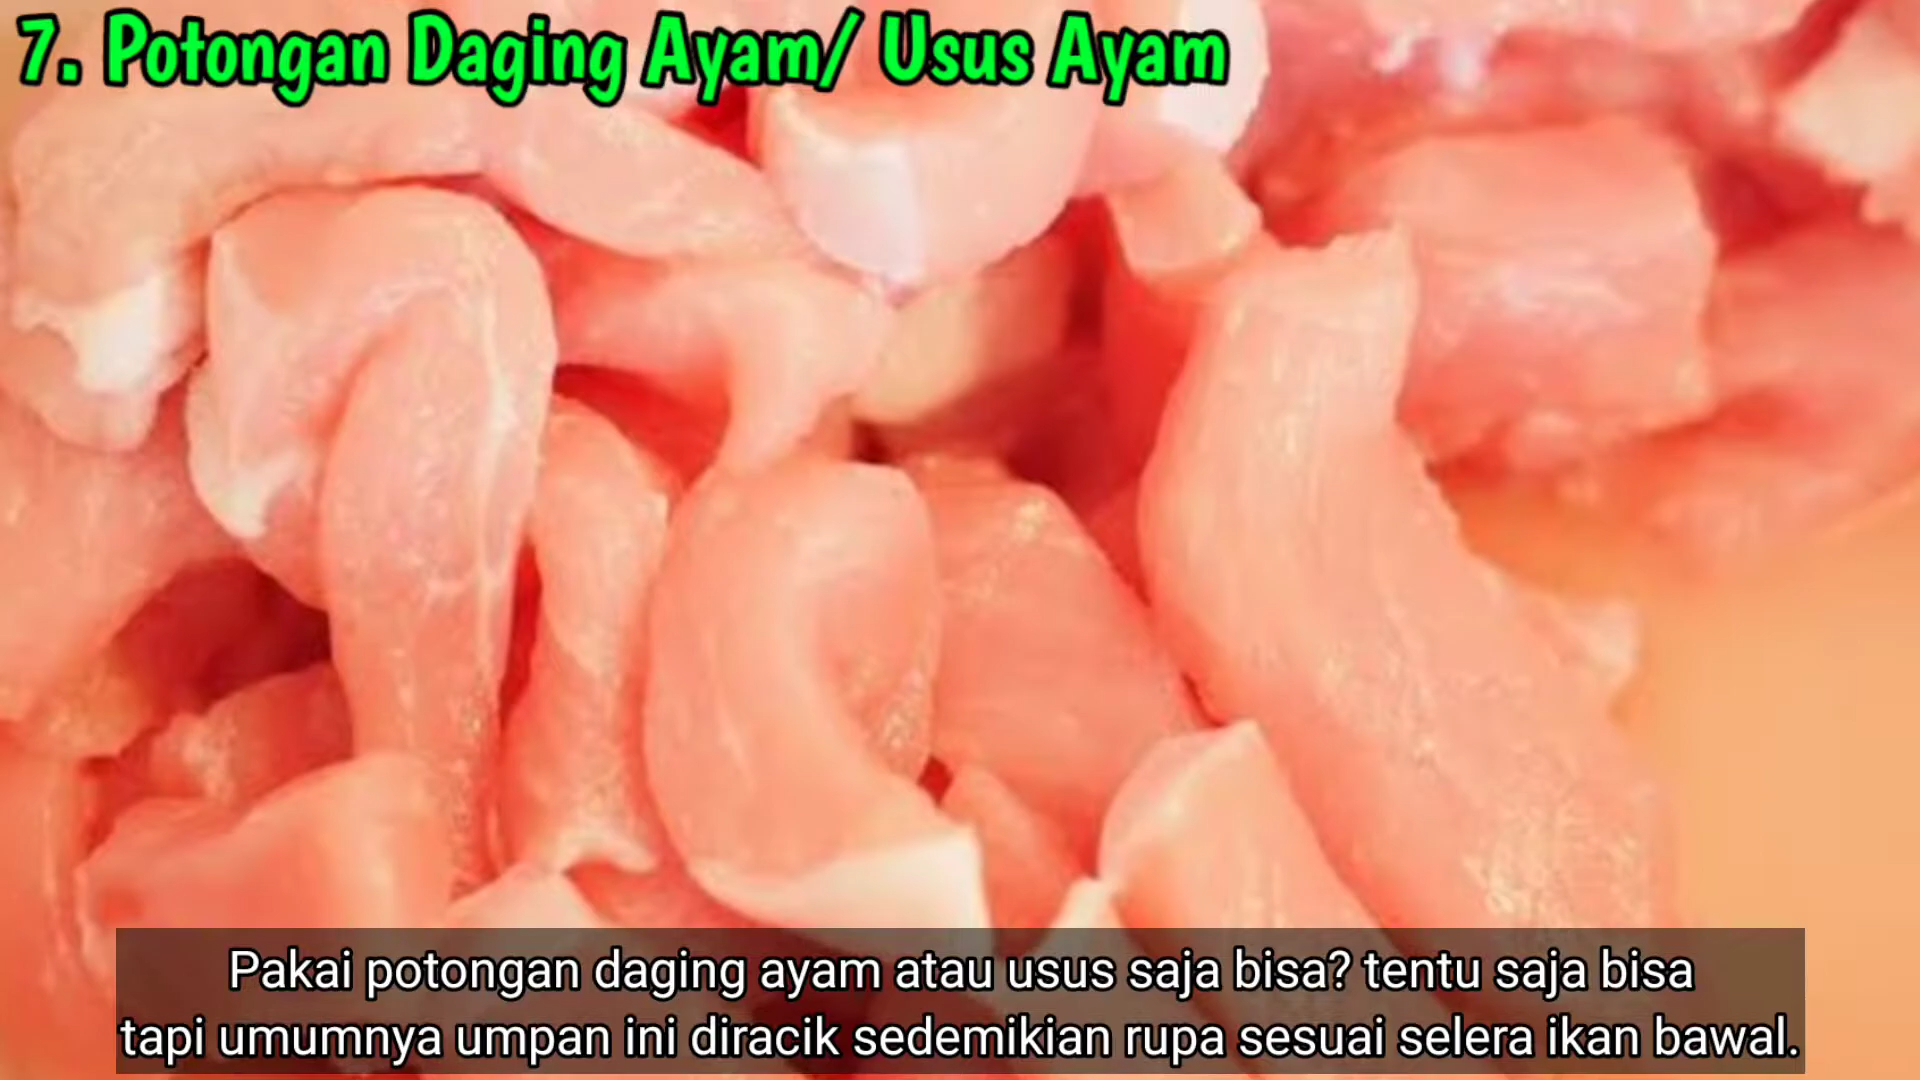 7. Potongan Daging Ayam/ Usus Ayam
Pakai potongan daging ayam atau usus saja bisa? tentu saja bisa
tapi umumnya umpan ini diracik sedemikian rupa sesuai selera ikan bawal.